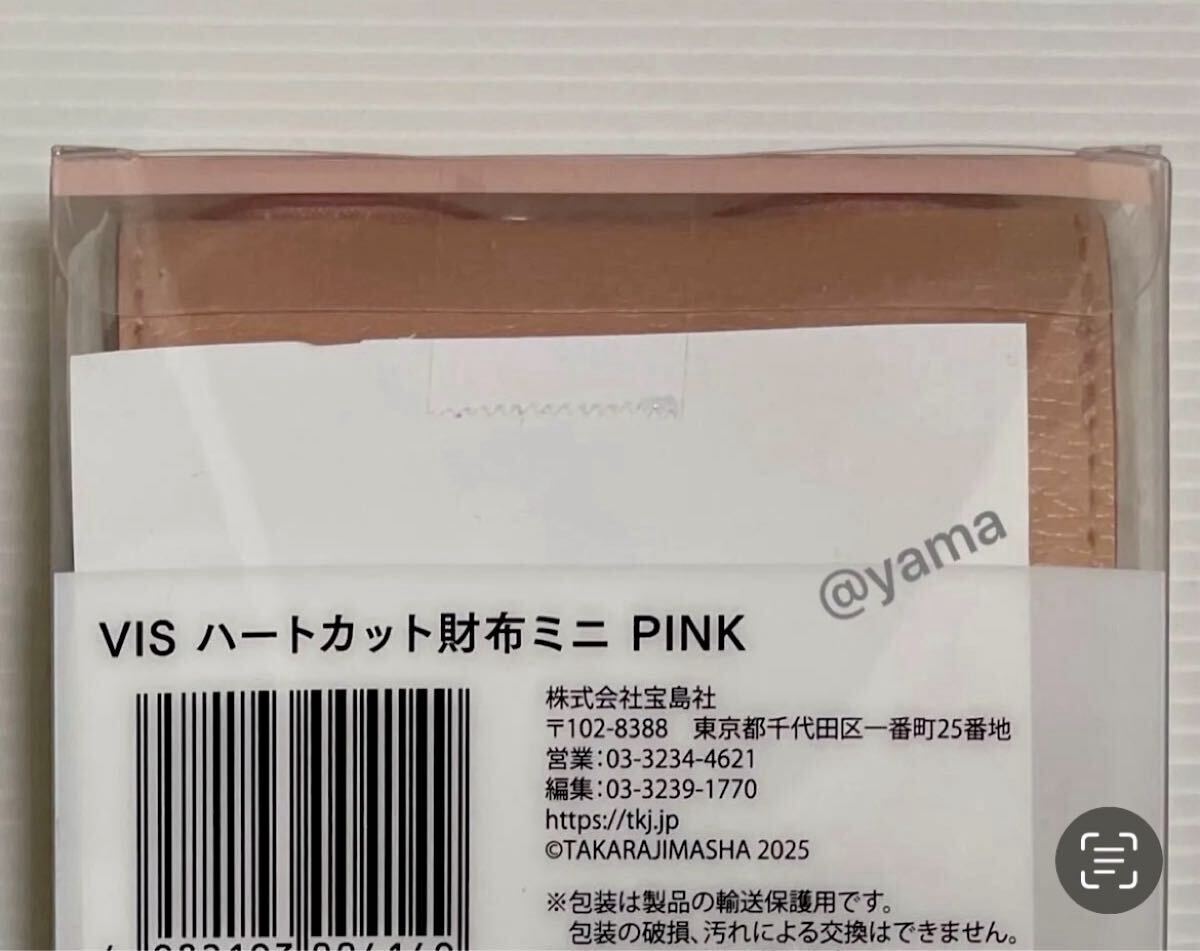 @yama
VIS ハートカット財布ミニ PINK
株式会社宝島社
〒102-8388 東京都千代田区一番町25番地
営業:03-3234-4621
編集:03-3239-1770
https://tkj.jp
©TAKARAJIMASHA 2025
※包装は製品の輸送保護用です。
包装の破損、汚れによる交換はできません。